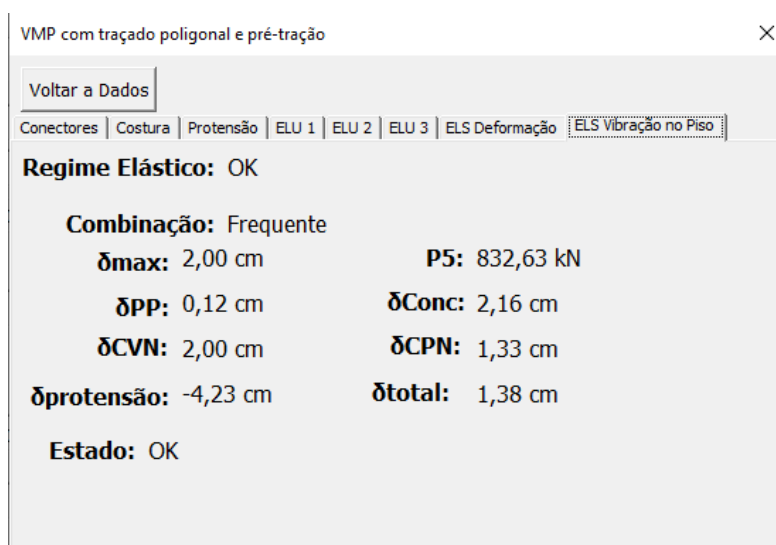 VMP com traçado poligonal e pré-tração
Voltar a Dados
Conectores Costura Protensão ELU 1 ELU 2 ELU 3 ELS Deformação ELS Vibração no Piso
Regime Elástico: OK
Combinação: Frequente
δmax: 2,00 cm P5: 832,63 kN
δPP: 0,12 cm δConc: 2,16 cm
δCVN: 2,00 cm δCPN: 1,33 cm
δprotensão: -4,23 cm δtotal: 1,38 cm
Estado: OK